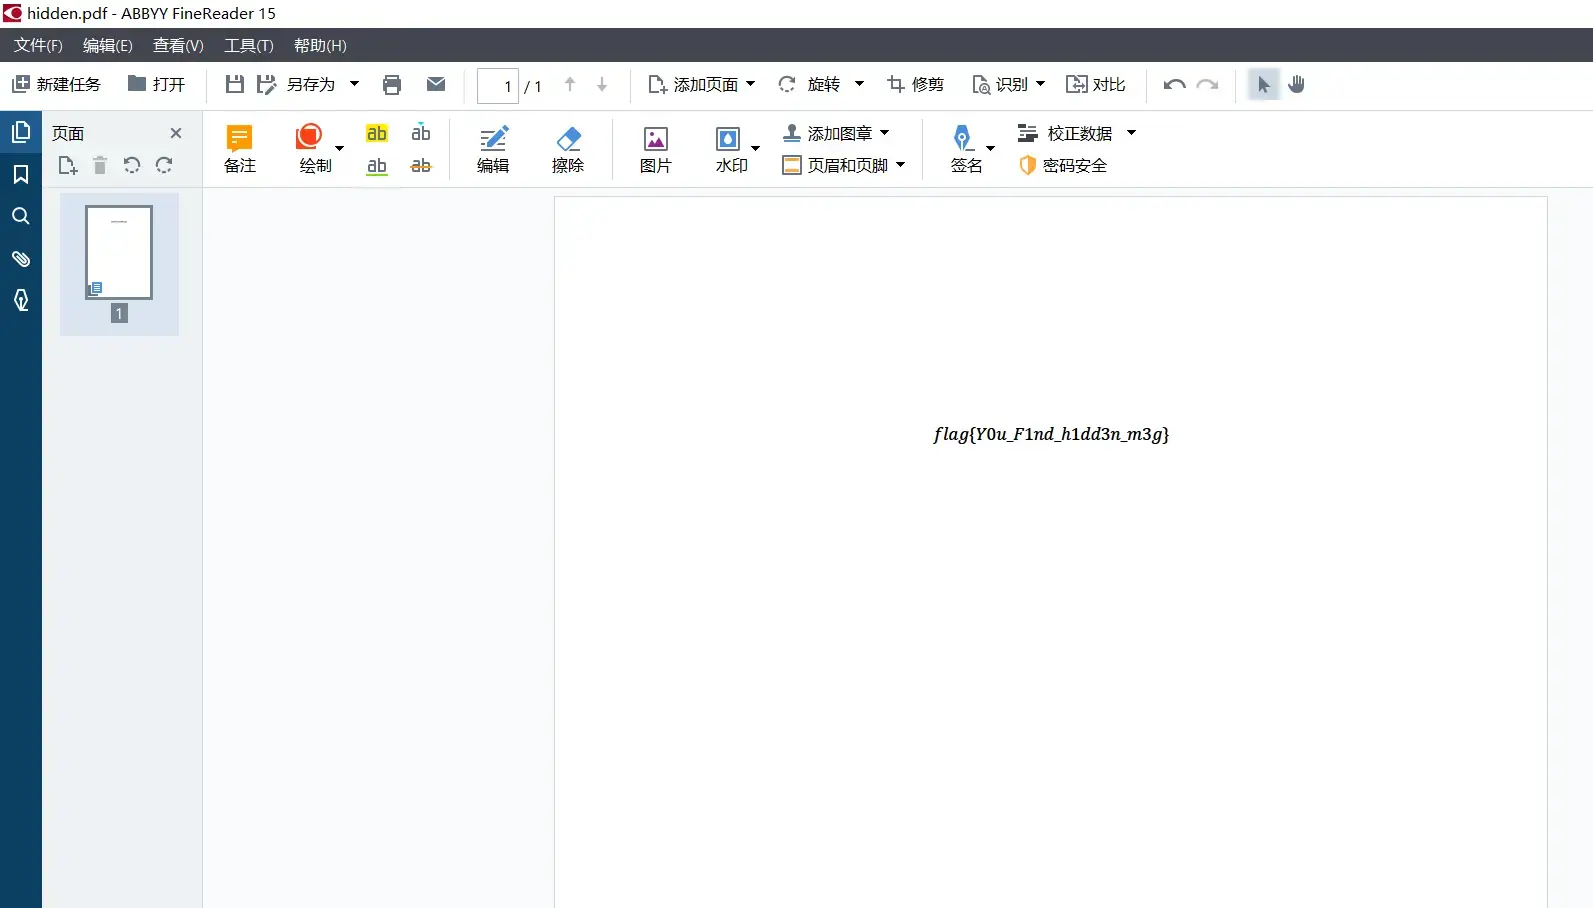 hidden.pdf - ABBYY FineReader 15
文件(F) 编辑(E) 查看(V) 工具(T) 帮助(H)
新建任务 打开 另存为 1 / 1 添加页面 旋转 修剪 识别 对比
页面
备注 绘制 ab ab ab ab 编辑 擦除 图片 水印 添加图章 页眉和页脚 签名 校正数据 密码安全
1
flag{Y0u_F1nd_h1dd3n_m3g}